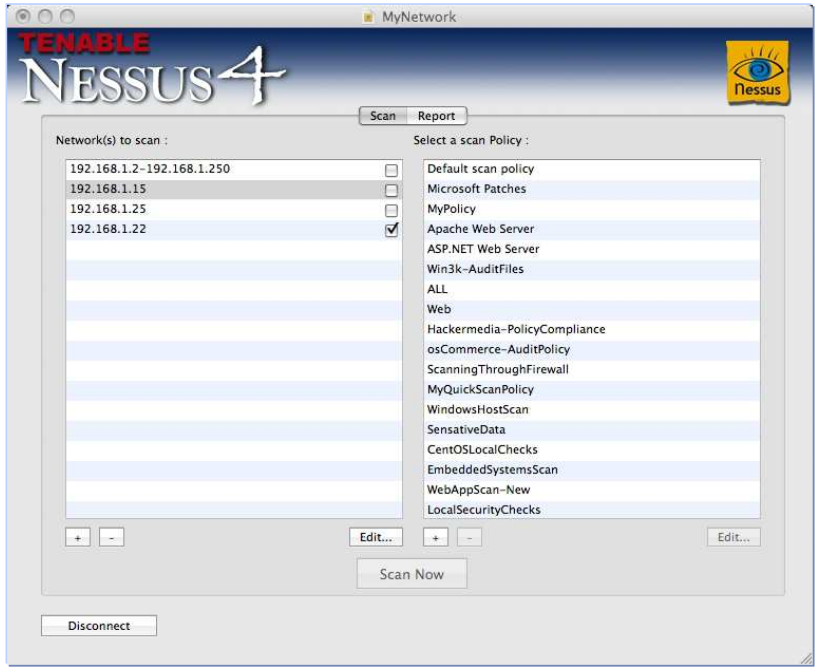 MyNetwork
TENABLE
NESSUS4
Nessus
Scan Report
Network(s) to scan :
192.168.1.2-192.168.1.250
192.168.1.15
192.168.1.25
192.168.1.22
+ - Edit...
Select a scan Policy :
Default scan policy
Microsoft Patches
MyPolicy
Apache Web Server
ASP.NET Web Server
Win3k-AuditFiles
ALL
Web
Hackermedia-PolicyCompliance
osCommerce-AuditPolicy
ScanningThroughFirewall
MyQuickScanPolicy
WindowsHostScan
SensativeData
CentOSLocalChecks
EmbeddedSystemsScan
WebAppScan-New
LocalSecurityChecks
+ - Edit...
Scan Now
Disconnect